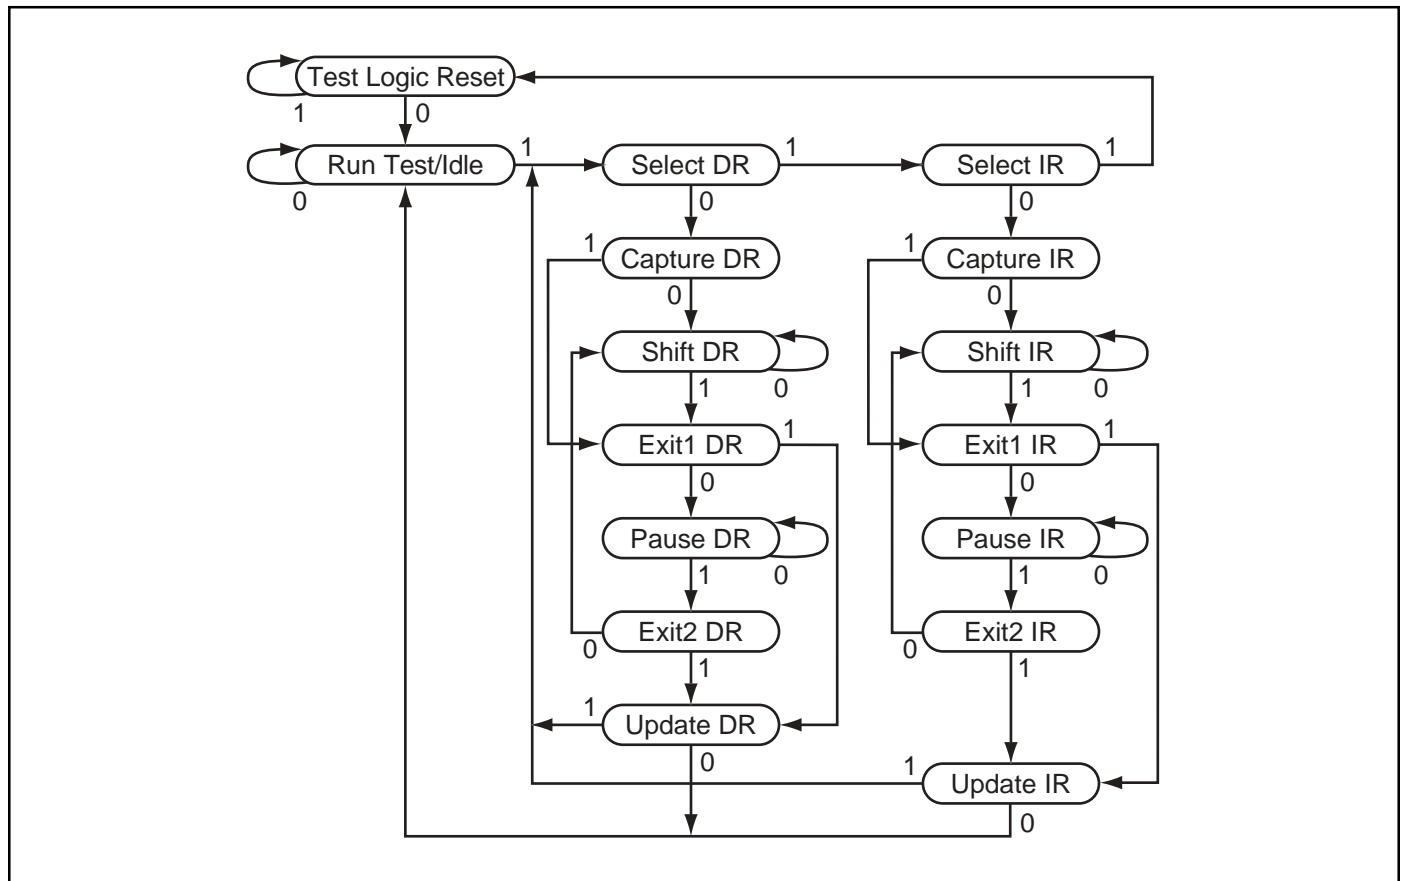 Test Logic Reset
1 0
Run Test/Idle 1 Select DR 1 Select IR 1
0 0 0
1 Capture DR 1 Capture IR
0 0
Shift DR Shift IR
1 0 1 0
Exit1 DR 1 Exit1 IR 1
0 0
Pause DR Pause IR
1 0 1 0
Exit2 DR Exit2 IR
0 1 0 1
1 Update DR
0 1 Update IR
0